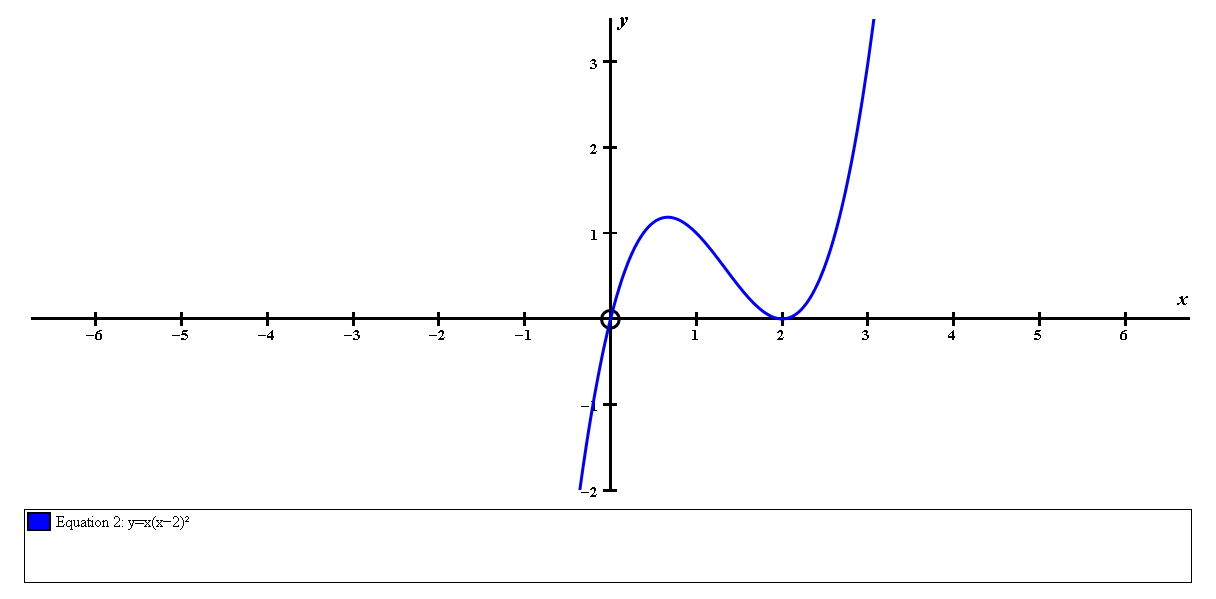 y
3
2
1
x
−6 −5 −4 −3 −2 −1 1 2 3 4 5 6
−1
−2
Equation 2: y=x(x−2)²